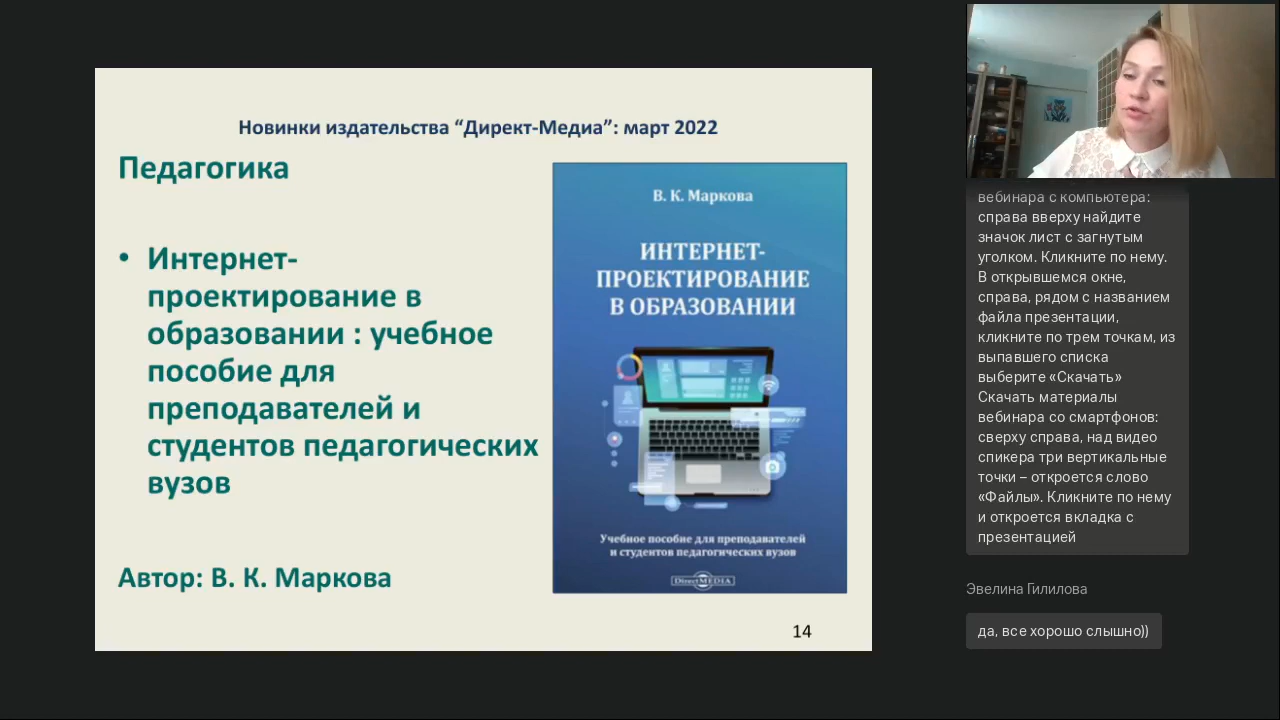 Новинки издательства “Директ-Медиа”: март 2022
Педагогика
• Интернет-
проектирование в
образовании : учебное
пособие для
преподавателей и
студентов педагогических
вузов
Автор: В. К. Маркова
В. К. Маркова
ИНТЕРНЕТ-
ПРОЕКТИРОВАНИЕ
В ОБРАЗОВАНИИ
Учебное пособие для преподавателей
и студентов педагогических вузов
DirectMEDIA
14
вебинара с компьютера:
справа вверху найдите
значок лист с загнутым
уголком. Кликните по нему.
В открывшемся окне,
справа, рядом с названием
файла презентации,
кликните по трем точкам, из
выпавшего списка
выберите «Скачать»
Скачать материалы
вебинара со смартфонов:
сверху справа, над видео
спикера три вертикальные
точки – откроется слово
«Файлы». Кликните по нему
и откроется вкладка с
презентацией
Эвелина Гилилова
да, все хорошо слышно))